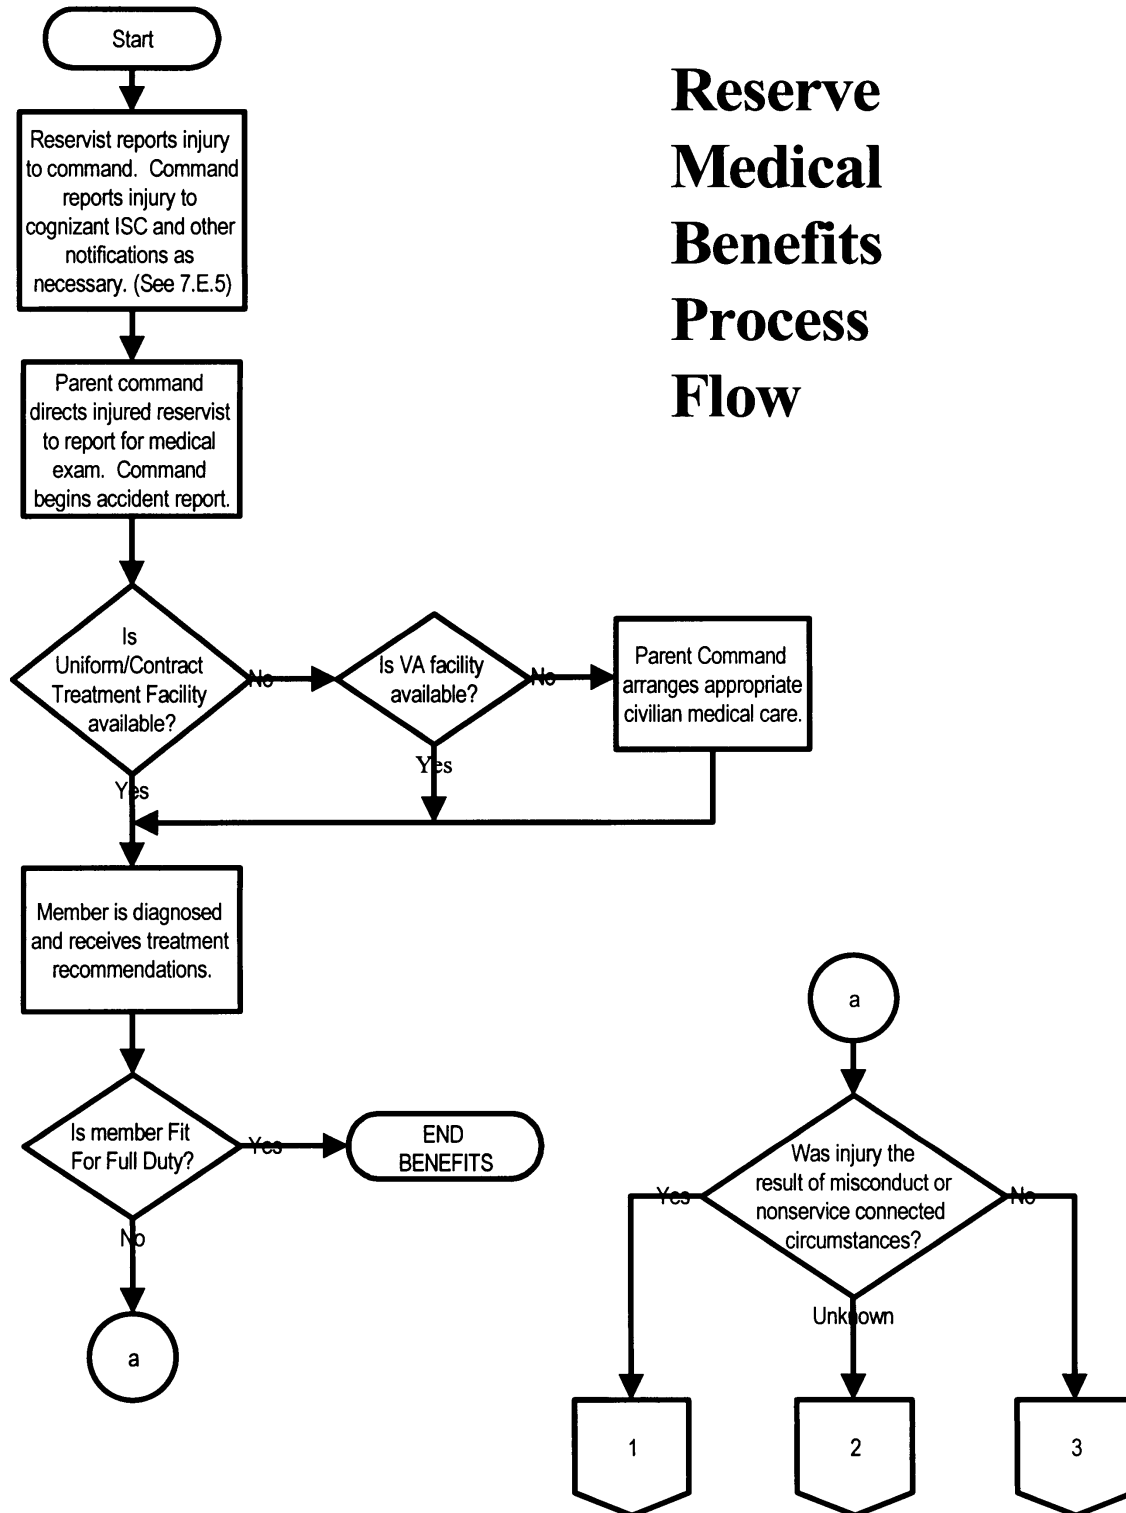 Start
Reserve
Medical
Benefits
Process
Flow
Reservist reports injury
to command. Command
reports injury to
cognizant ISC and other
notifications as
necessary. (See 7.E.5)
Parent command
directs injured reservist
to report for medical
exam. Command
begins accident report.
Is
Uniform/Contract
Treatment Facility
available?
No
Is VA facility
available?
No
Parent Command
arranges appropriate
civilian medical care.
Yes
Yes
Member is diagnosed
and receives treatment
recommendations.
Is member Fit
For Full Duty?
Yes
END
BENEFITS
No
a
a
Was injury the
result of misconduct or
nonservice connected
circumstances?
Yes
No
Unknown
1
2
3